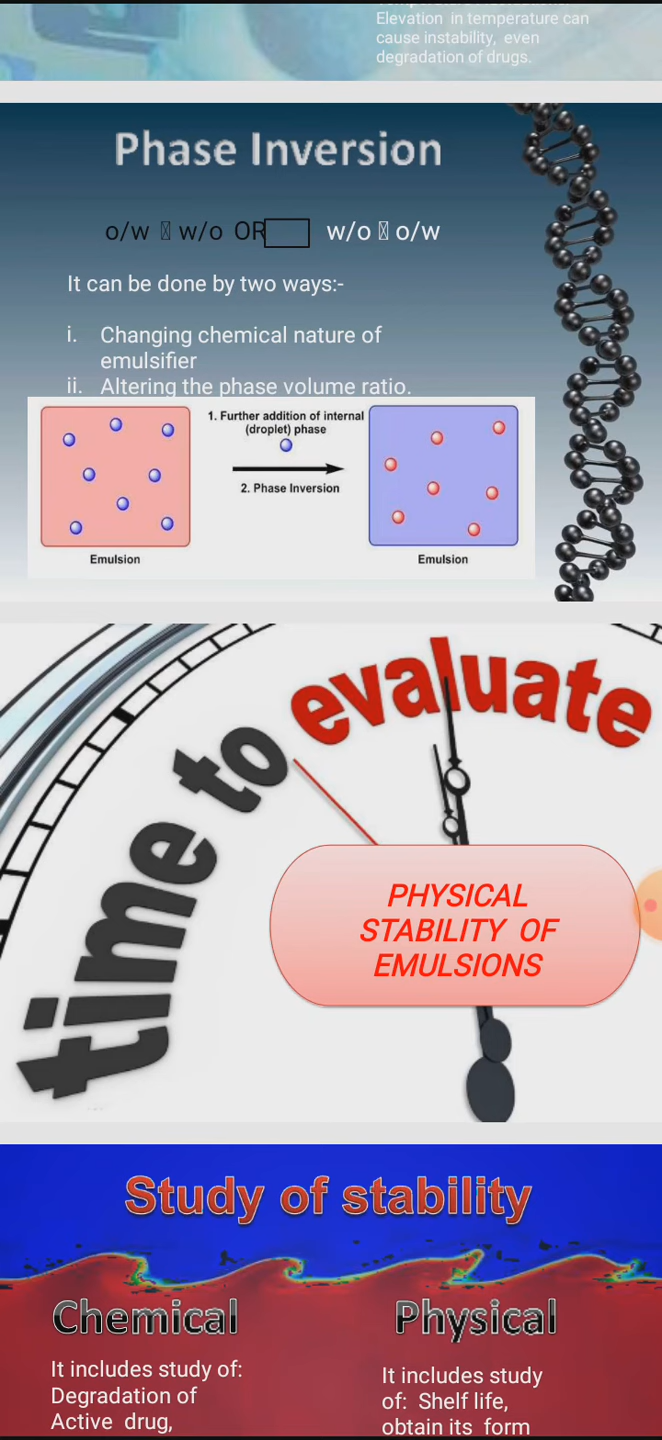 Elevation in temperature can
cause instability, even
degradation of drugs.
Phase Inversion
o/w w/o OR w/o o/w
It can be done by two ways:-
i. Changing chemical nature of
emulsifier
ii. Altering the phase volume ratio.
1. Further addition of internal
(droplet) phase
2. Phase Inversion
Emulsion
Emulsion
time to evaluate
PHYSICAL
STABILITY OF
EMULSIONS
Study of stability
Chemical
It includes study of:
Degradation of
Active drug,
Physical
It includes study
of: Shelf life,
obtain its form